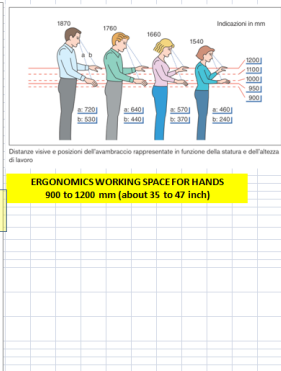 Indicazioni in mm
1870
1760
1660
1540
a b
1200
1100
1000
950
900
a: 720
b: 530
a: 640
b: 440
a: 570
b: 370
a: 460
b: 240
Distanze visive e posizioni dell'avambraccio rappresentate in funzione della statura e dell'altezza
di lavoro
ERGONOMICS WORKING SPACE FOR HANDS
900 to 1200 mm (about 35 to 47 inch)